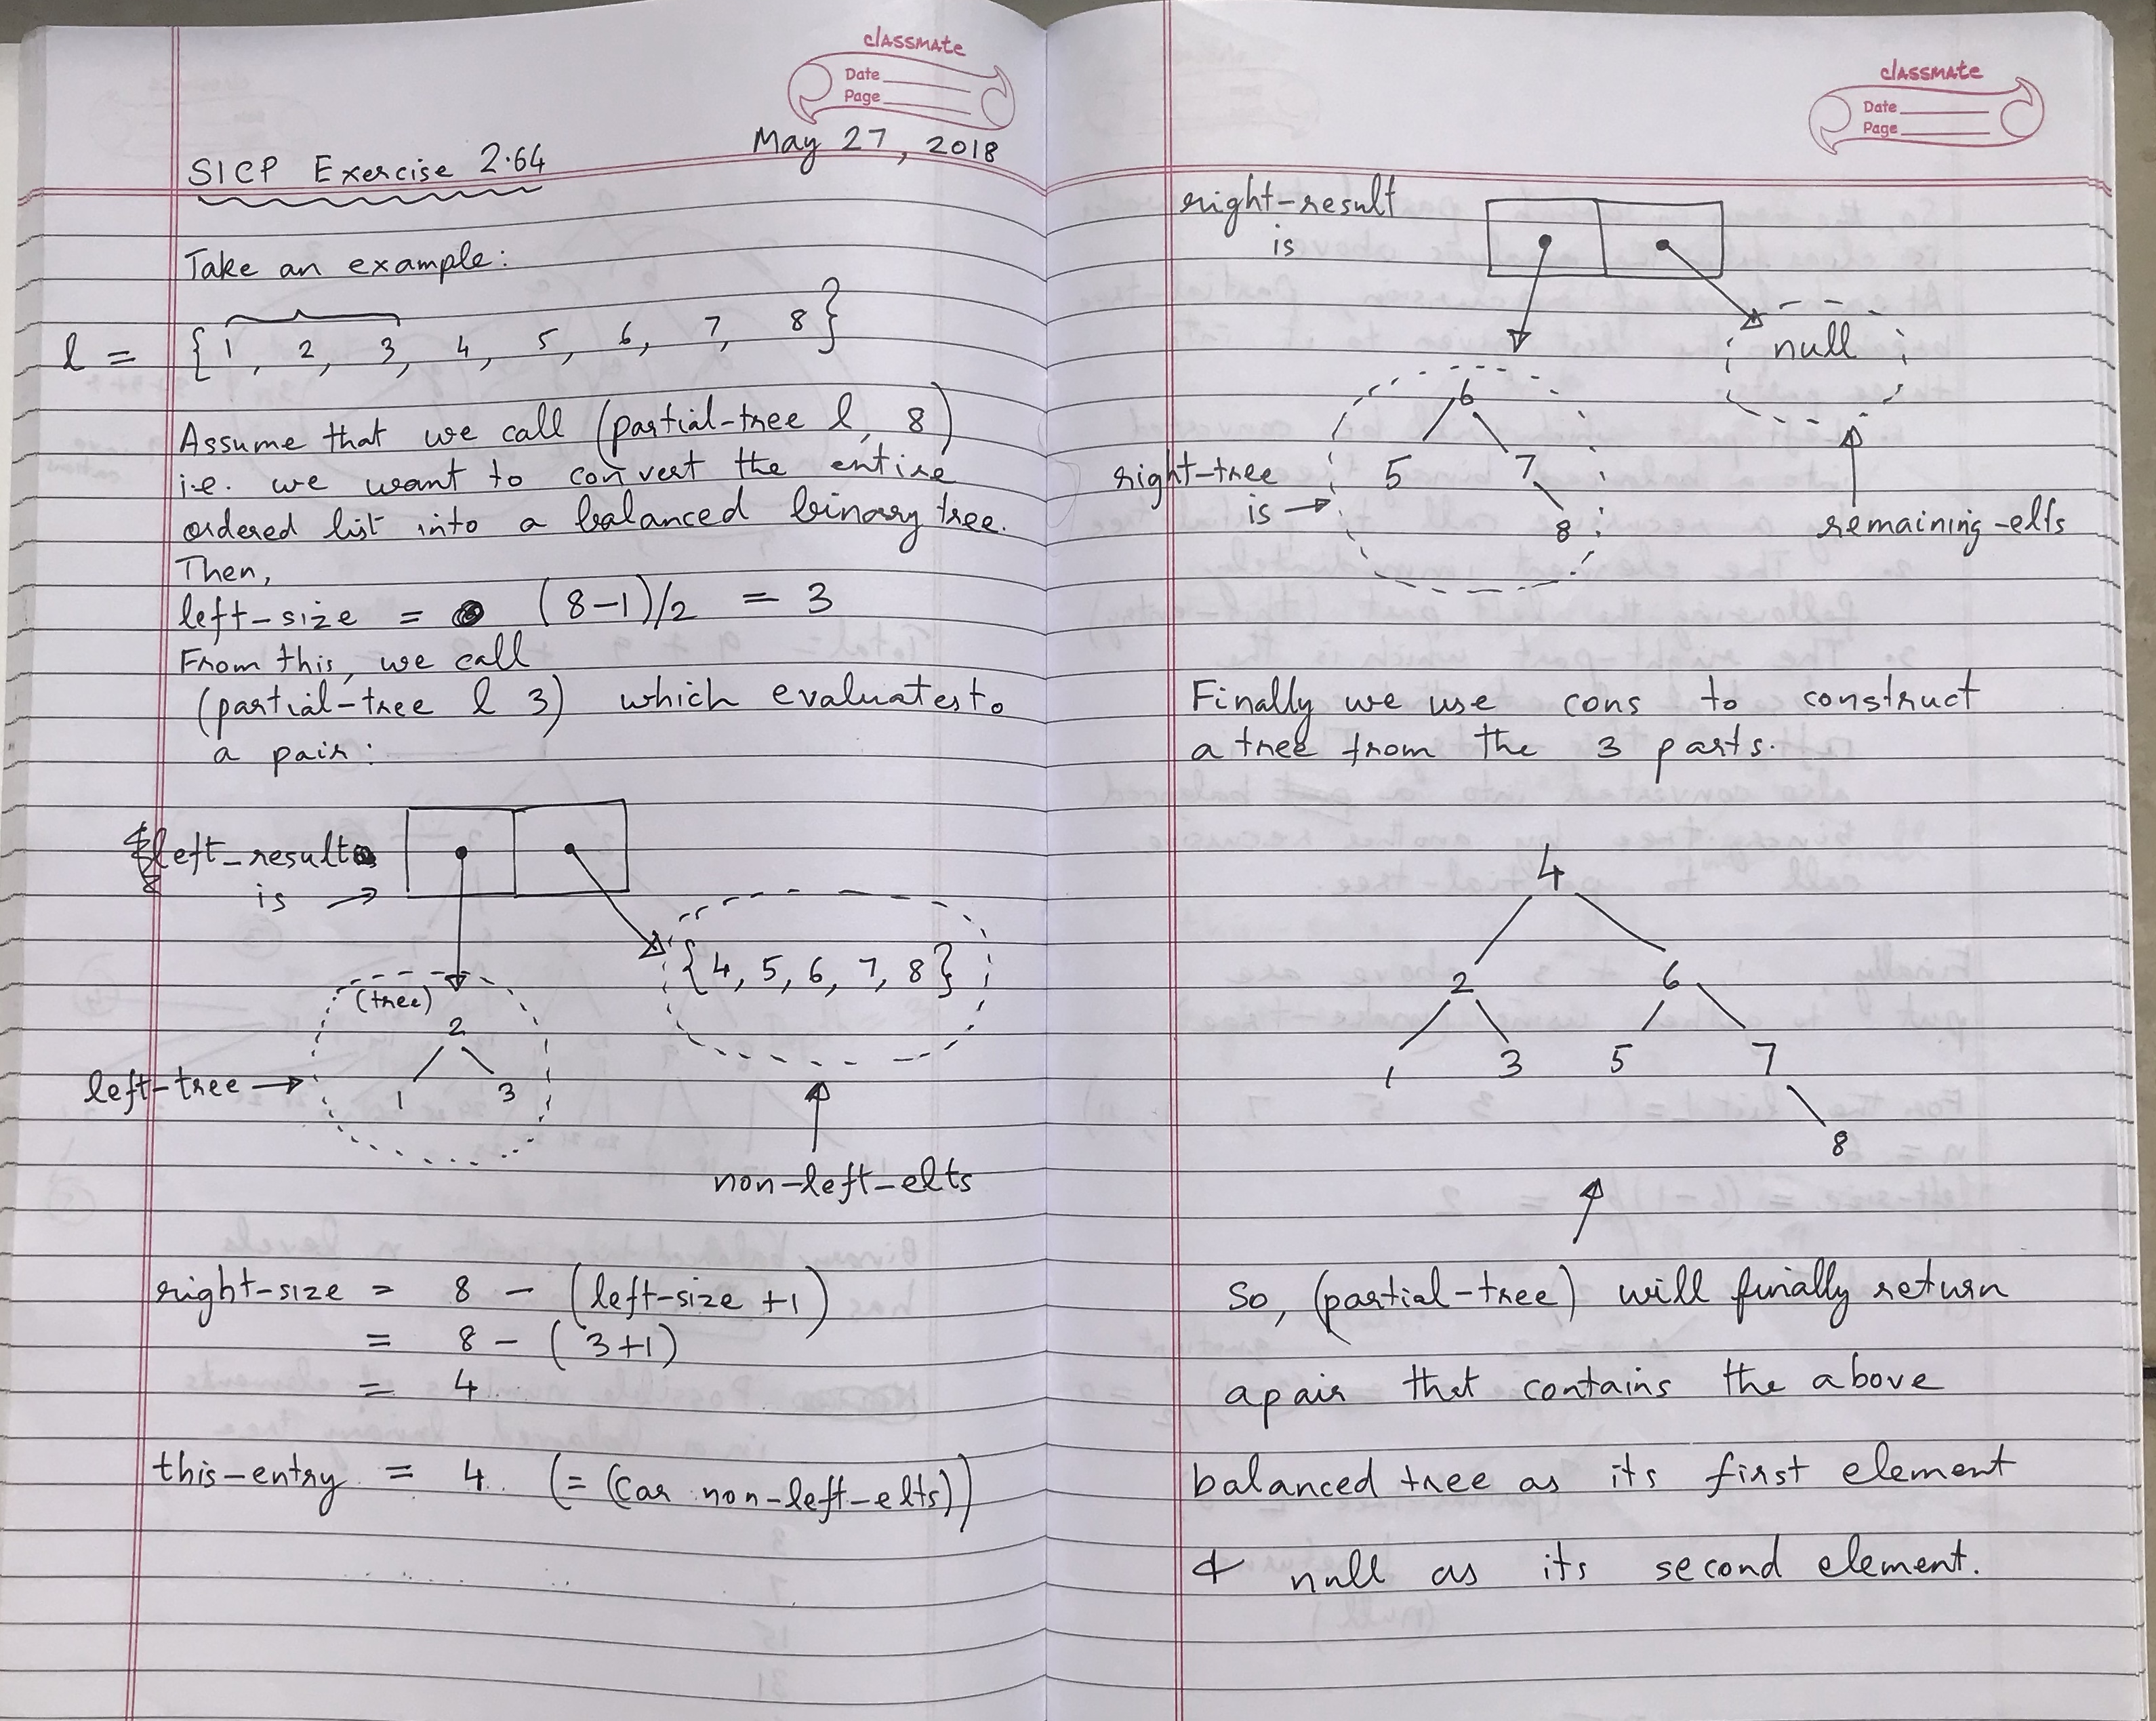 classmate
Date
Page
May 27, 2018
SICP Exercise 2.64
Take an example:
l = { 1, 2, 3, 4, 5, 6, 7, 8 }
Assume that we call (partial-tree l, 8)
i.e. we want to convert the entire
ordered list into a balanced binary tree.
Then,
left-size = (8-1)/2 = 3
From this, we call
(partial-tree l 3) which evaluates to
a pair:
left-result
is →
{4, 5, 6, 7, 8}
(tree)
2
1 3
left-tree →
non-left-elts
right-size = 8 - (left-size +1)
= 8 - (3+1)
= 4
this-entry = 4 (= (car non-left-elts))
classmate
Date
Page
right-result
is
null
6
5 7
8
right-tree
is →
remaining-elts
Finally we use cons to construct
a tree from the 3 parts.
4
2 6
1 3 5 7
8
So, (partial-tree) will finally return
a pair that contains the above
balanced tree as its first element
& null as its second element.